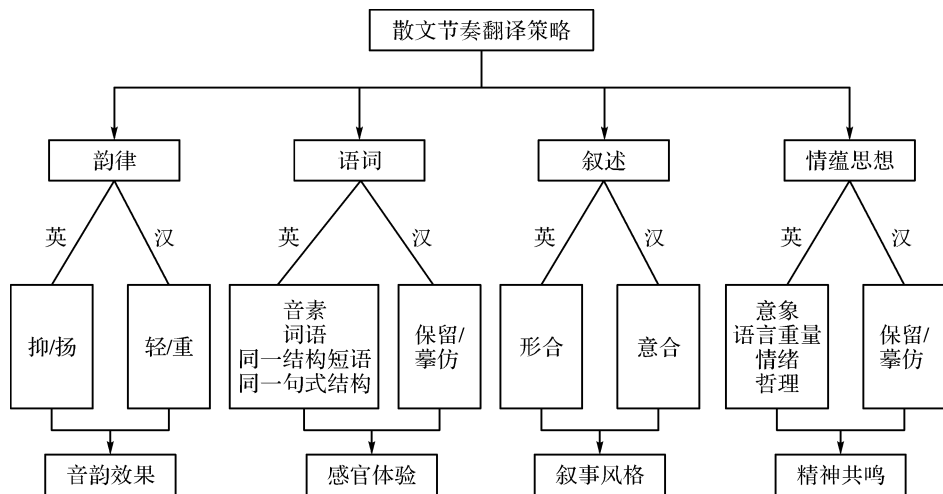 散文节奏翻译策略
韵律
语词
叙述
情蕴思想
英
汉
英
汉
英
汉
英
汉
抑/扬
轻/重
音素
词语
同一结构短语
同一句式结构
保留/
摹仿
形合
意合
意象
语言重量
情绪
哲理
保留/
摹仿
音韵效果
感官体验
叙事风格
精神共鸣